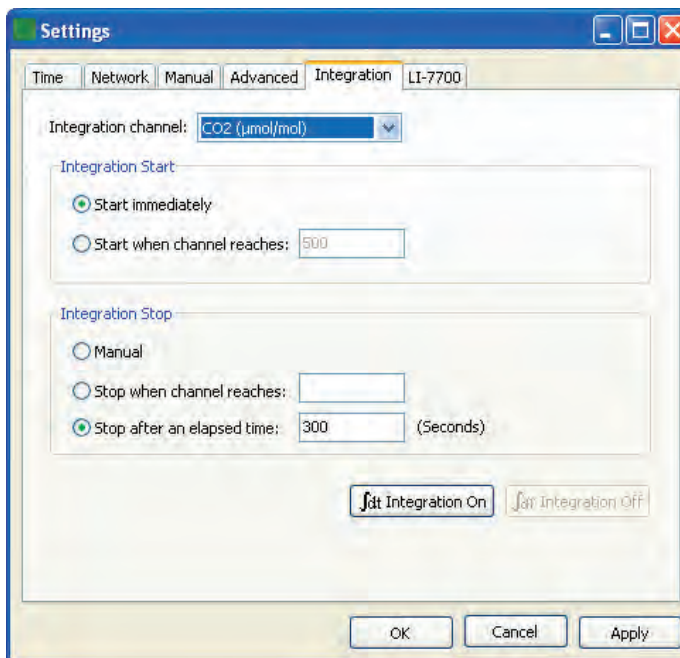 Settings
Time Network Manual Advanced Integration LI-7700
Integration channel: CO2 (µmol/mol)
Integration Start
Start immediately
Start when channel reaches: 500
Integration Stop
Manual
Stop when channel reaches:
Stop after an elapsed time: 300 (Seconds)
∫dt Integration On ∫dt Integration Off
OK Cancel Apply